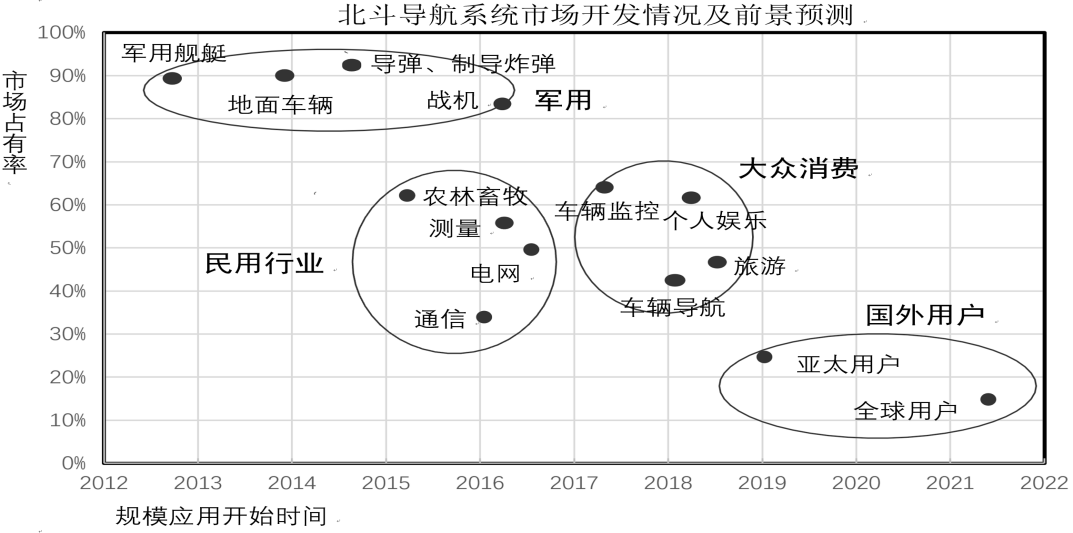 北斗导航系统市场开发情况及前景预测
市场占有率
100%
90%
80%
70%
60%
50%
40%
30%
20%
10%
0%
军用舰艇
导弹、制导炸弹
地面车辆
战机
军用
大众消费
农林畜牧
车辆监控
个人娱乐
测量
民用行业
电网
旅游
通信
车辆导航
国外用户
亚太用户
全球用户
2012 2013 2014 2015 2016 2017 2018 2019 2020 2021 2022
规模应用开始时间